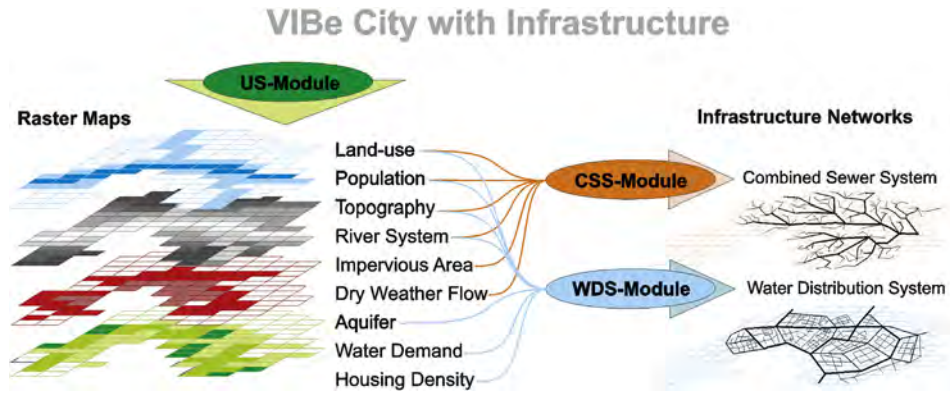 VIBe City with Infrastructure
US-Module
Raster Maps
Infrastructure Networks
Land-use
Population
Topography
River System
Impervious Area
Dry Weather Flow
Aquifer
Water Demand
Housing Density
CSS-Module
Combined Sewer System
WDS-Module
Water Distribution System